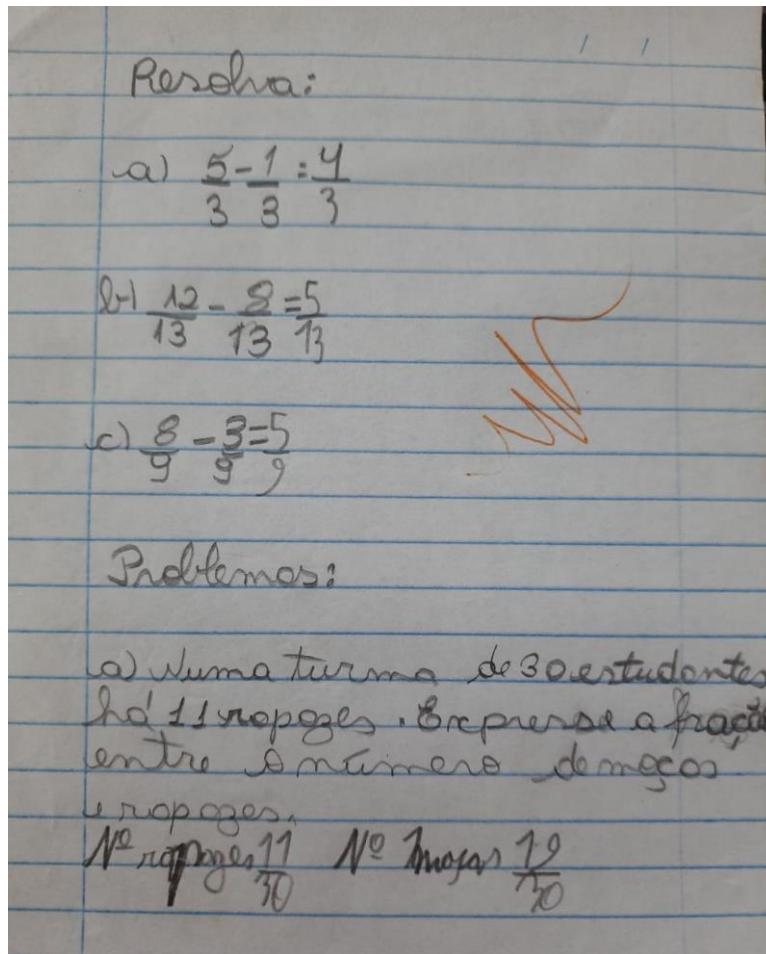 Resolva:
a) 5/3 - 1/3 = 4/3
b) 12/13 - 8/13 = 5/13
c) 8/9 - 3/9 = 5/9
Problemas:
a) Numa turma de 30 estudantes
há 11 rapazes. Expresse a fração
entre o número de moças
e rapazes.
Nº rapazes 11/30 Nº moças 19/30